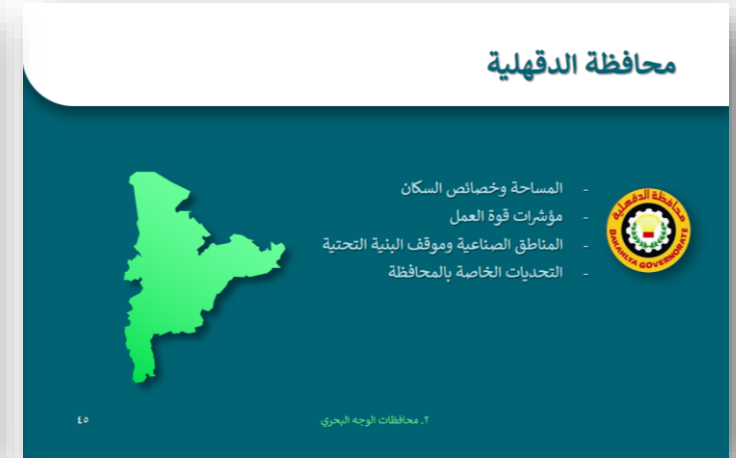 محافظة الدقهلية
- المساحة وخصائص السكان
- مؤشرات قوة العمل
- المناطق الصناعية وموقف البنية التحتية
- التحديات الخاصة بالمحافظة
محافظة الدقهلية
DAKAHLYA GOVERNORATE
٢. محافظات الوجه البحري
٤٥